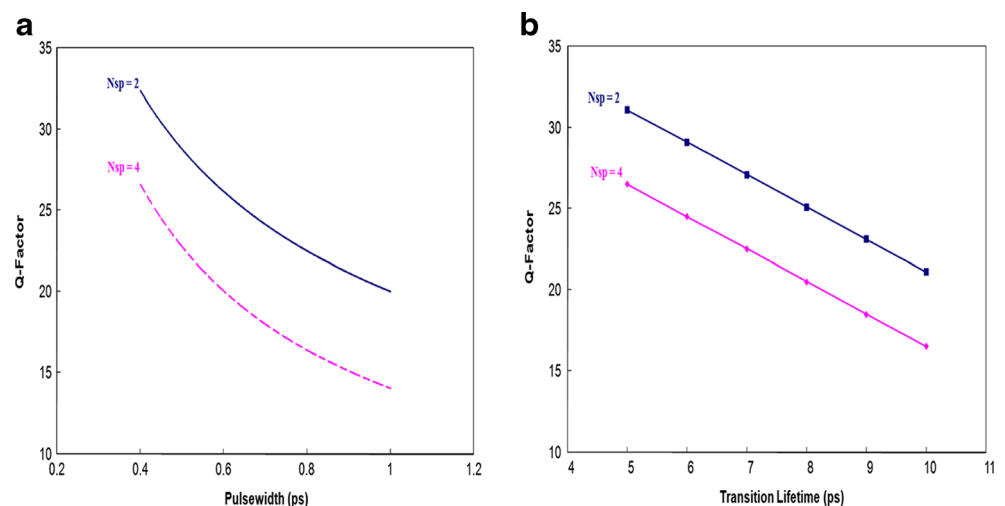 a
35
30
25
20
15
10
Q-Factor
Nsp = 2
Nsp = 4
0.2 0.4 0.6 0.8 1 1.2
Pulsewidth (ps)
b
35
30
25
20
15
10
Q-Factor
Nsp = 2
Nsp = 4
4 5 6 7 8 9 10 11
Transition Lifetime (ps)